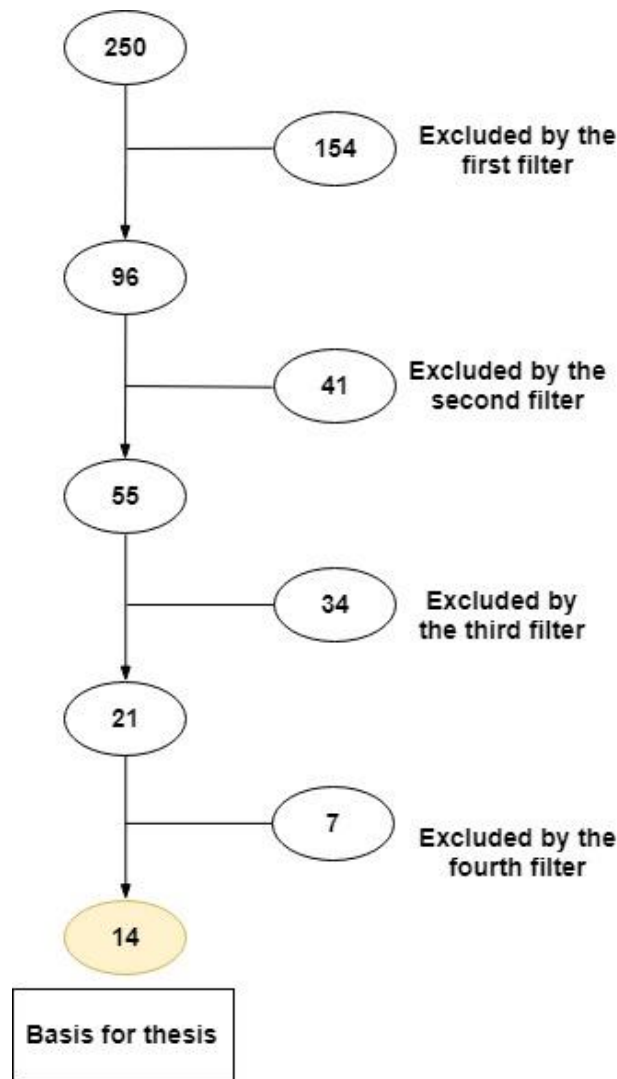 250
154
Excluded by the
first filter
96
41
Excluded by the
second filter
55
34
Excluded by
the third filter
21
7
Excluded by the
fourth filter
14
Basis for thesis